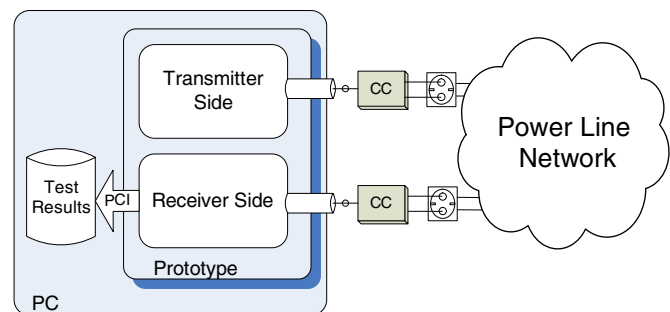 Transmitter
Side
CC
Power Line
Network
Test
Results
PCI
Receiver Side
CC
Prototype
PC